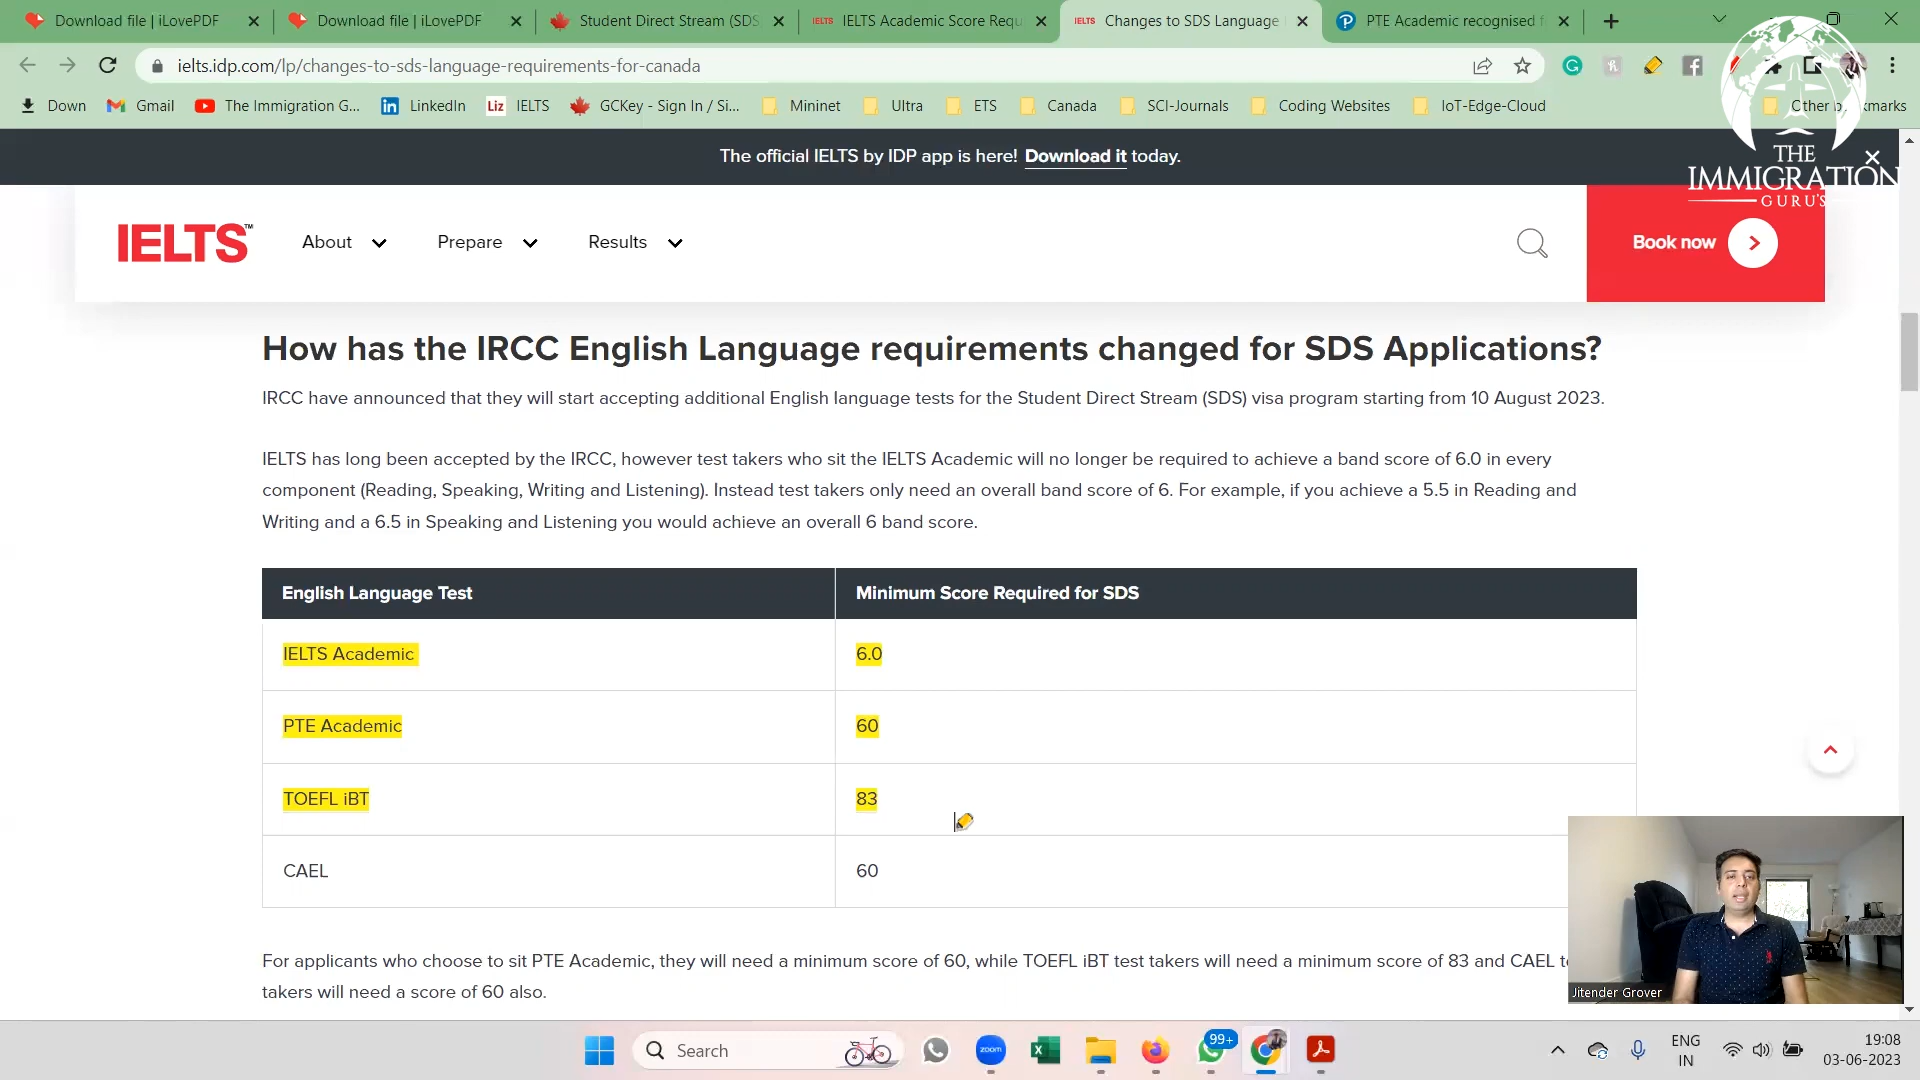 Download file | iLovePDF
Download file | iLovePDF
Student Direct Stream (SDS
IELTS
IELTS Academic Score Requ
IELTS
Changes to SDS Language
PTE Academic recognised f
ielts.idp.com/lp/changes-to-sds-language-requirements-for-canada
Down
Gmail
The Immigration G...
LinkedIn
Liz
IELTS
GCKey - Sign In / Si...
Mininet
Ultra
ETS
Canada
SCI-Journals
Coding Websites
IoT-Edge-Cloud
THE
IMMIGRATION
GURU'S
The official IELTS by IDP app is here! Download it today.
IELTS™
About
Prepare
Results
Book now
How has the IRCC English Language requirements changed for SDS Applications?
IRCC have announced that they will start accepting additional English language tests for the Student Direct Stream (SDS) visa program starting from 10 August 2023.
IELTS has long been accepted by the IRCC, however test takers who sit the IELTS Academic will no longer be required to achieve a band score of 6.0 in every
component (Reading, Speaking, Writing and Listening). Instead test takers only need an overall band score of 6. For example, if you achieve a 5.5 in Reading and
Writing and a 6.5 in Speaking and Listening you would achieve an overall 6 band score.
English Language Test
Minimum Score Required for SDS
IELTS Academic
6.0
PTE Academic
60
TOEFL iBT
83
CAEL
60
For applicants who choose to sit PTE Academic, they will need a minimum score of 60, while TOEFL iBT test takers will need a minimum score of 83 and CAEL
takers will need a score of 60 also.
Jitender Grover
Search
zoom
99+
ENG
IN
19:08
03-06-2023